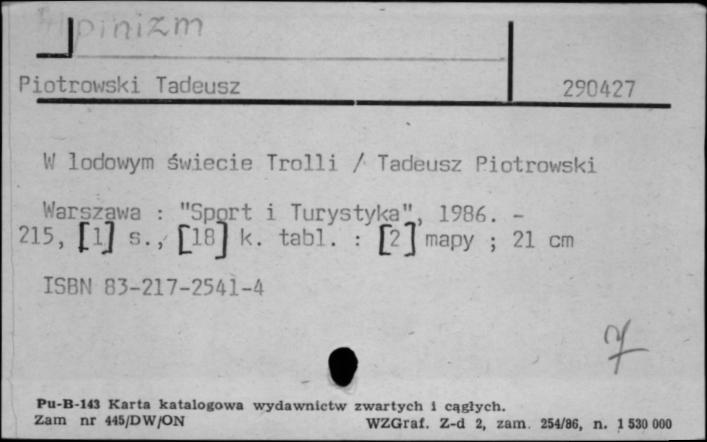 Alpinizm
Piotrowski Tadeusz 290427
W lodowym świecie Trolli / Tadeusz Piotrowski
Warszawa : "Sport i Turystyka", 1986. -
215, [1] s., [18] k. tabl. : [2] mapy ; 21 cm
ISBN 83-217-2541-4
Pu-B-143 Karta katalogowa wydawnictw zwartych i cągłych.
Zam nr 445/DW/ON WZGraf. Z-d 2, zam. 254/86, n. 1 530 000